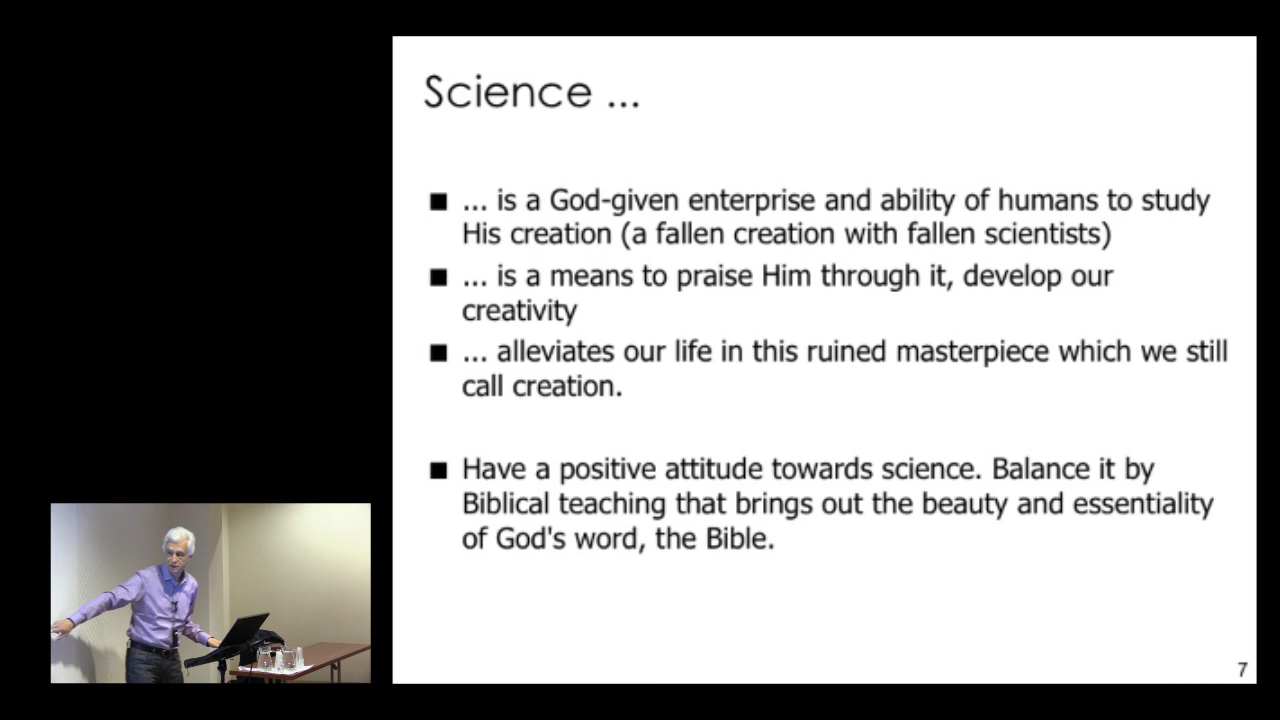 Science ...
■ ... is a God-given enterprise and ability of humans to study
His creation (a fallen creation with fallen scientists)
■ ... is a means to praise Him through it, develop our
creativity
■ ... alleviates our life in this ruined masterpiece which we still
call creation.
■ Have a positive attitude towards science. Balance it by
Biblical teaching that brings out the beauty and essentiality
of God's word, the Bible.
7